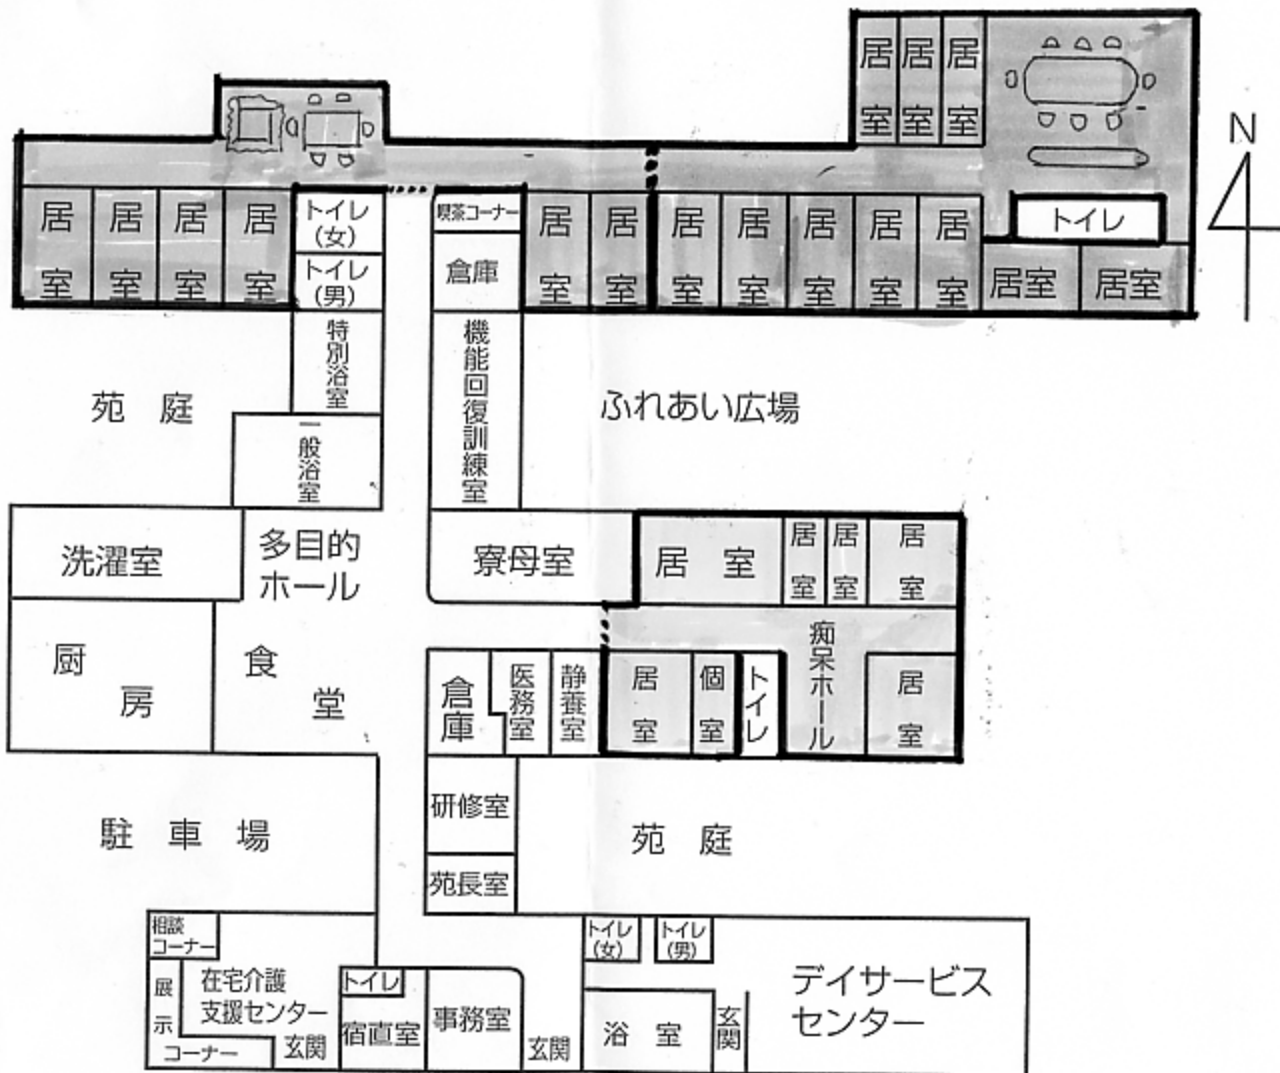 居室
居室
居室
N
居室
居室
居室
居室
トイレ
(女)
喫茶コーナー
居室
居室
居室
居室
居室
居室
居室
トイレ
トイレ
(男)
倉庫
居室
居室
特別浴室
機能回復訓練室
苑庭
ふれあい広場
一般浴室
洗濯室
多目的
ホール
寮母室
居室
居室
居室
居室
厨房
食堂
痴呆ホール
倉庫
医務室
静養室
居室
個室
トイレ
居室
駐車場
研修室
苑庭
苑長室
相談
コーナー
トイレ
(女)
トイレ
(男)
展示
コーナー
在宅介護
支援センター
玄関
トイレ
宿直室
事務室
玄関
浴室
玄関
デイサービス
センター